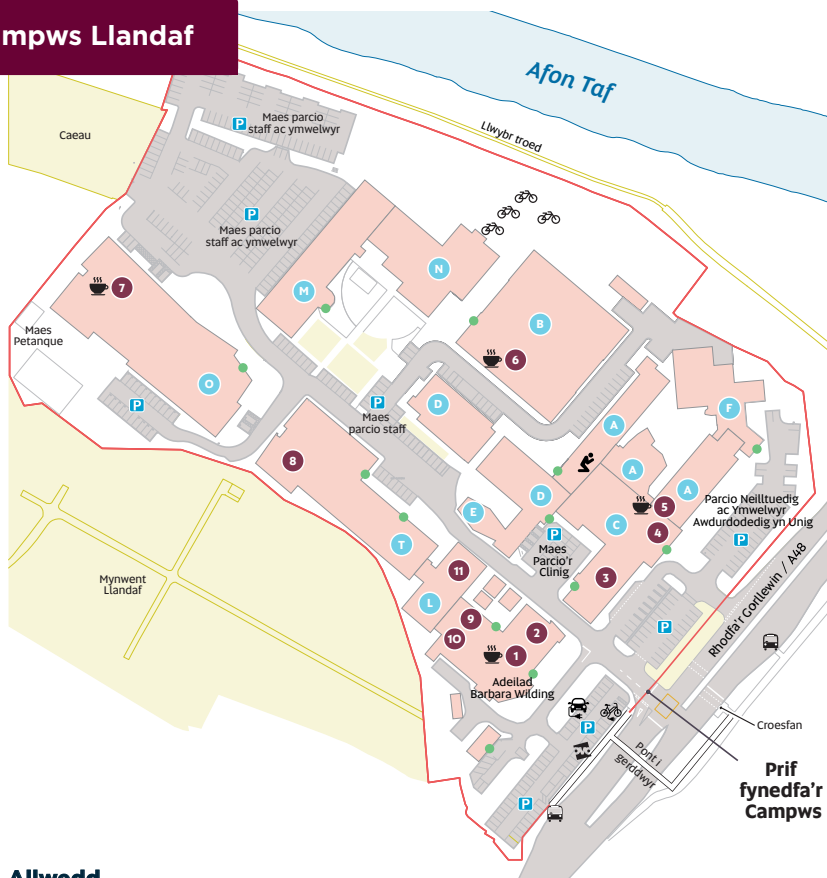 mpws Llandaf
Afon Taf
Llwybr troed
Caeau
P
Maes parcio
staff ac ymwelwyr
P
Maes parcio
staff ac ymwelwyr
N
M
B
7
6
Maes
Petanque
O
P
P
Maes
parcio staff
D
A
F
8
A
A
D
E
C
5
4
Parcio Neilltuedig
ac Ymwelwyr
Awdurdodedig yn Unig
P
T
P
Maes
Parcio'r
Clinig
3
Mynwent
Llandaf
11
L
9
10
2
1
P
Rhodfa'r Gorllewin / A48
Adeilad
Barbara Wilding
P
Croesfan
Pont i
gerddwyr
P
Prif
fynedfa'r
Campws
Allwedd